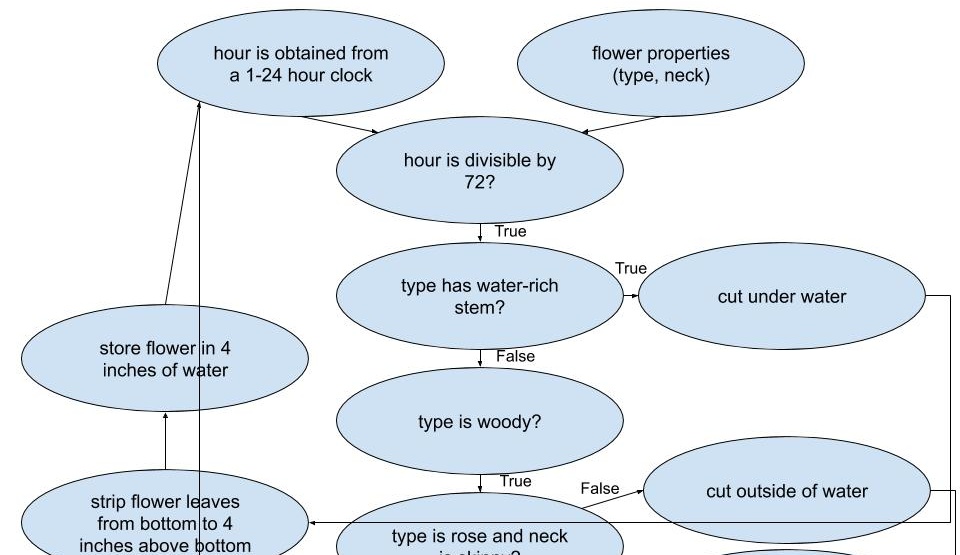 hour is obtained from
a 1-24 hour clock
flower properties
(type, neck)
hour is divisible by
72?
True
type has water-rich
stem?
True
cut under water
False
store flower in 4
inches of water
type is woody?
True
False
cut outside of water
strip flower leaves
from bottom to 4
inches above bottom
type is rose and neck
is skinny?